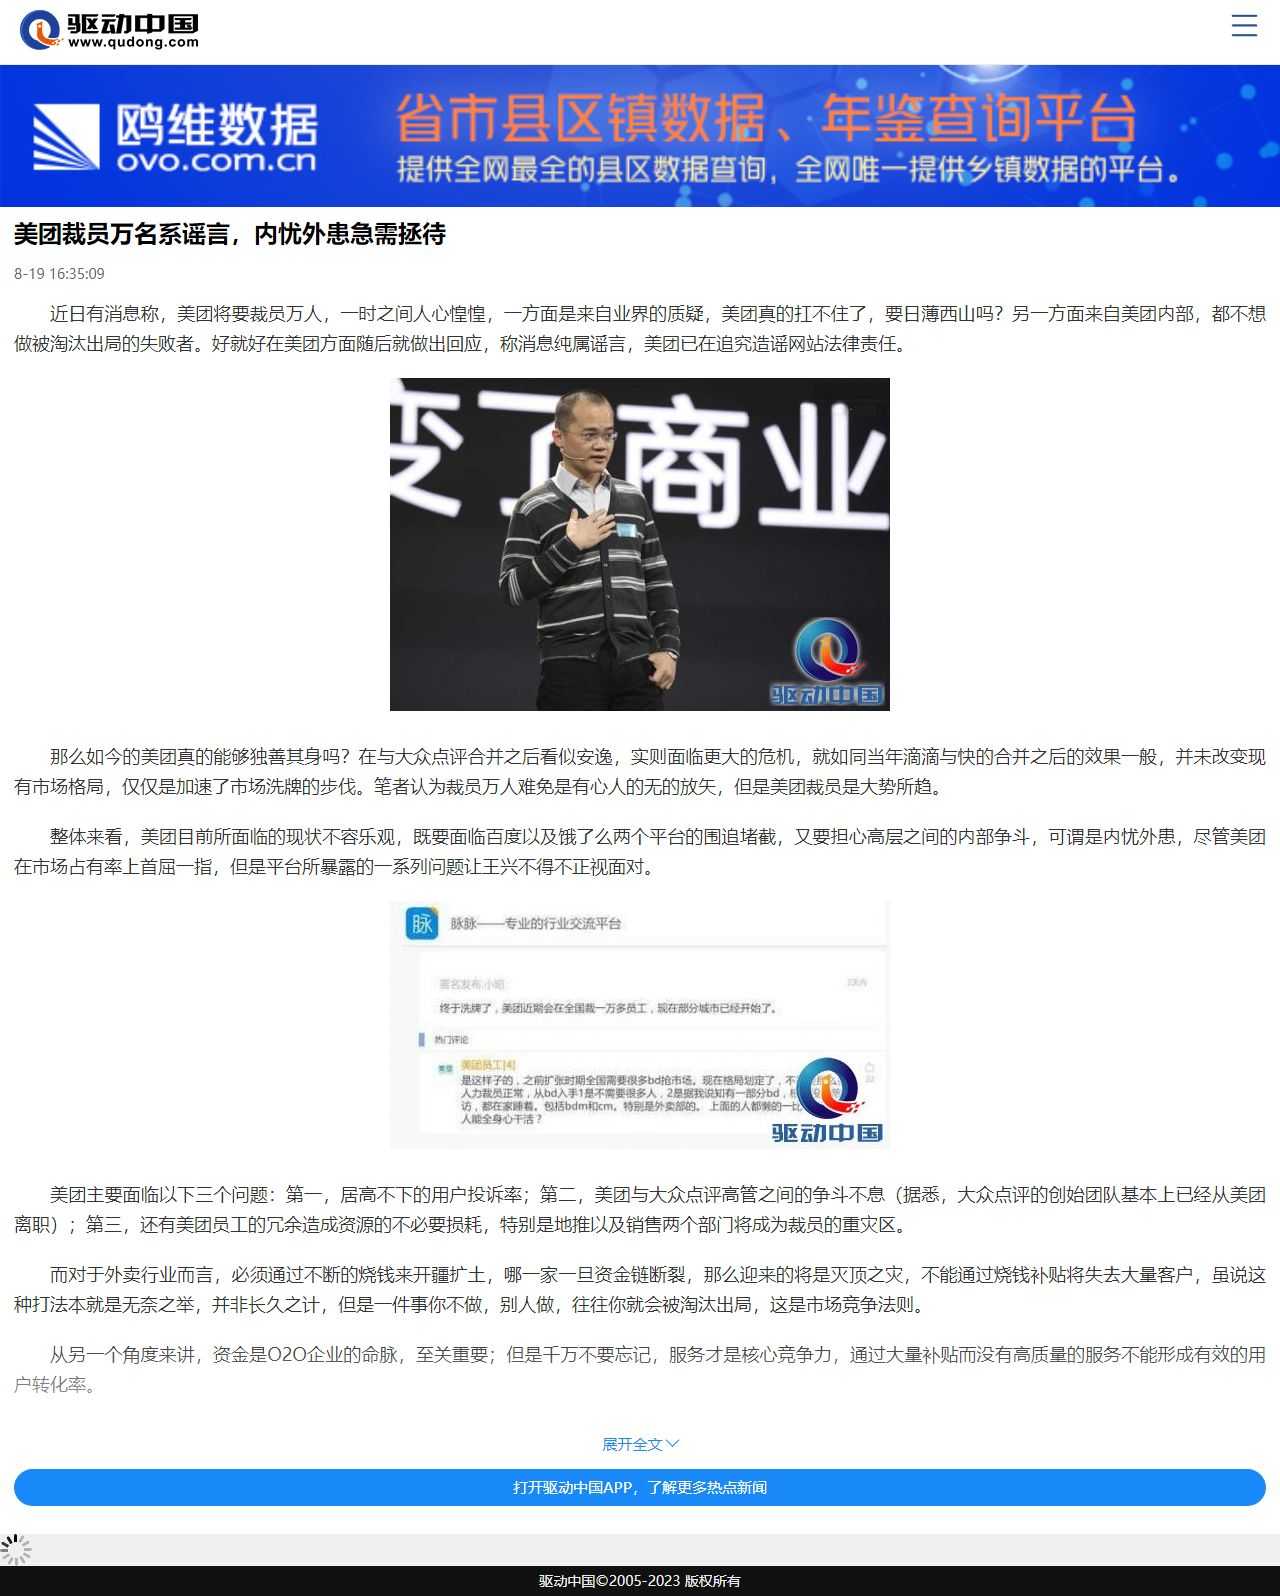 驱动中国
www.qudong.com
鸥维数据
ovo.com.cn
省市县区镇数据、年鉴查询平台
提供全网最全的县区数据查询，全网唯一提供乡镇数据的平台。
美团裁员万名系谣言，内忧外患急需拯待
8-19 16:35:09
近日有消息称，美团将要裁员万人，一时之间人心惶惶，一方面是来自业界的质疑，美团真的扛不住了，要日薄西山吗？另一方面来自美团内部，都不想
做被淘汰出局的失败者。好就好在美团方面随后就做出回应，称消息纯属谣言，美团已在追究造谣网站法律责任。
变了商业
驱动中国
那么如今的美团真的能够独善其身吗？在与大众点评合并之后看似安逸，实则面临更大的危机，就如同当年滴滴与快的合并之后的效果一般，并未改变现
有市场格局，仅仅是加速了市场洗牌的步伐。笔者认为裁员万人难免是有心人的无的放矢，但是美团裁员是大势所趋。
整体来看，美团目前所面临的现状不容乐观，既要面临百度以及饿了么两个平台的围追堵截，又要担心高层之间的内部争斗，可谓是内忧外患，尽管美团
在市场占有率上首屈一指，但是平台所暴露的一系列问题让王兴不得不正视面对。
脉 脉脉——专业的行业交流平台
匿名发布:小昭:
终于洗牌了，美团近期会在全国裁一万多员工，现在部分城市已经开始了。
热门评论
美团员工[4]
是这样子的，之前扩张时期全国需要很多bd抢市场。现在格局划定了，不
人力裁员正常，从bd入手1是不需要很多人，2是据我说知有一部分bd，
访，都在家睡着。包括bdm和cm。特别是外卖部的。上面的人都懒的一比
人能全身心干活？
驱动中国
美团主要面临以下三个问题：第一，居高不下的用户投诉率；第二，美团与大众点评高管之间的争斗不息（据悉，大众点评的创始团队基本上已经从美团
离职）；第三，还有美团员工的冗余造成资源的不必要损耗，特别是地推以及销售两个部门将成为裁员的重灾区。
而对于外卖行业而言，必须通过不断的烧钱来开疆扩土，哪一家一旦资金链断裂，那么迎来的将是灭顶之灾，不能通过烧钱补贴将失去大量客户，虽说这
种打法本就是无奈之举，并非长久之计，但是一件事你不做，别人做，往往你就会被淘汰出局，这是市场竞争法则。
从另一个角度来讲，资金是O2O企业的命脉，至关重要；但是千万不要忘记，服务才是核心竞争力，通过大量补贴而没有高质量的服务不能形成有效的用
户转化率。
展开全文
打开驱动中国APP，了解更多热点新闻
驱动中国©2005-2023 版权所有